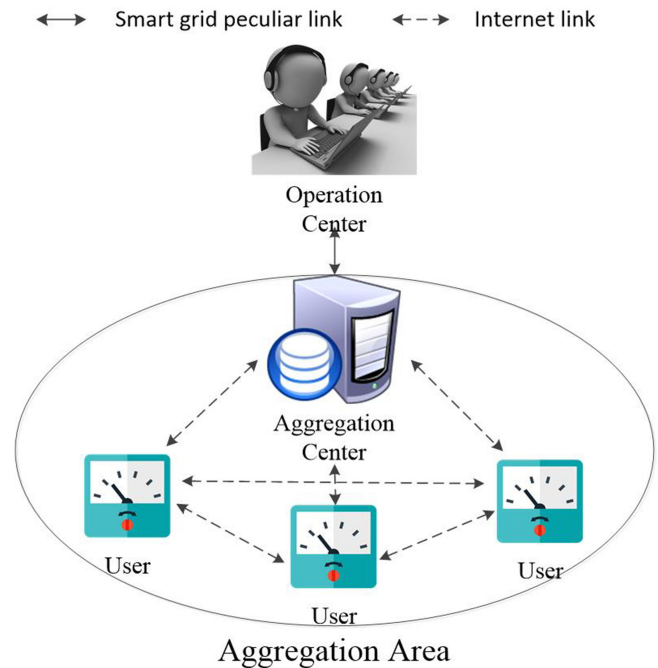 Smart grid peculiar link
Internet link
Operation
Center
Aggregation
Center
User
User
User
Aggregation Area